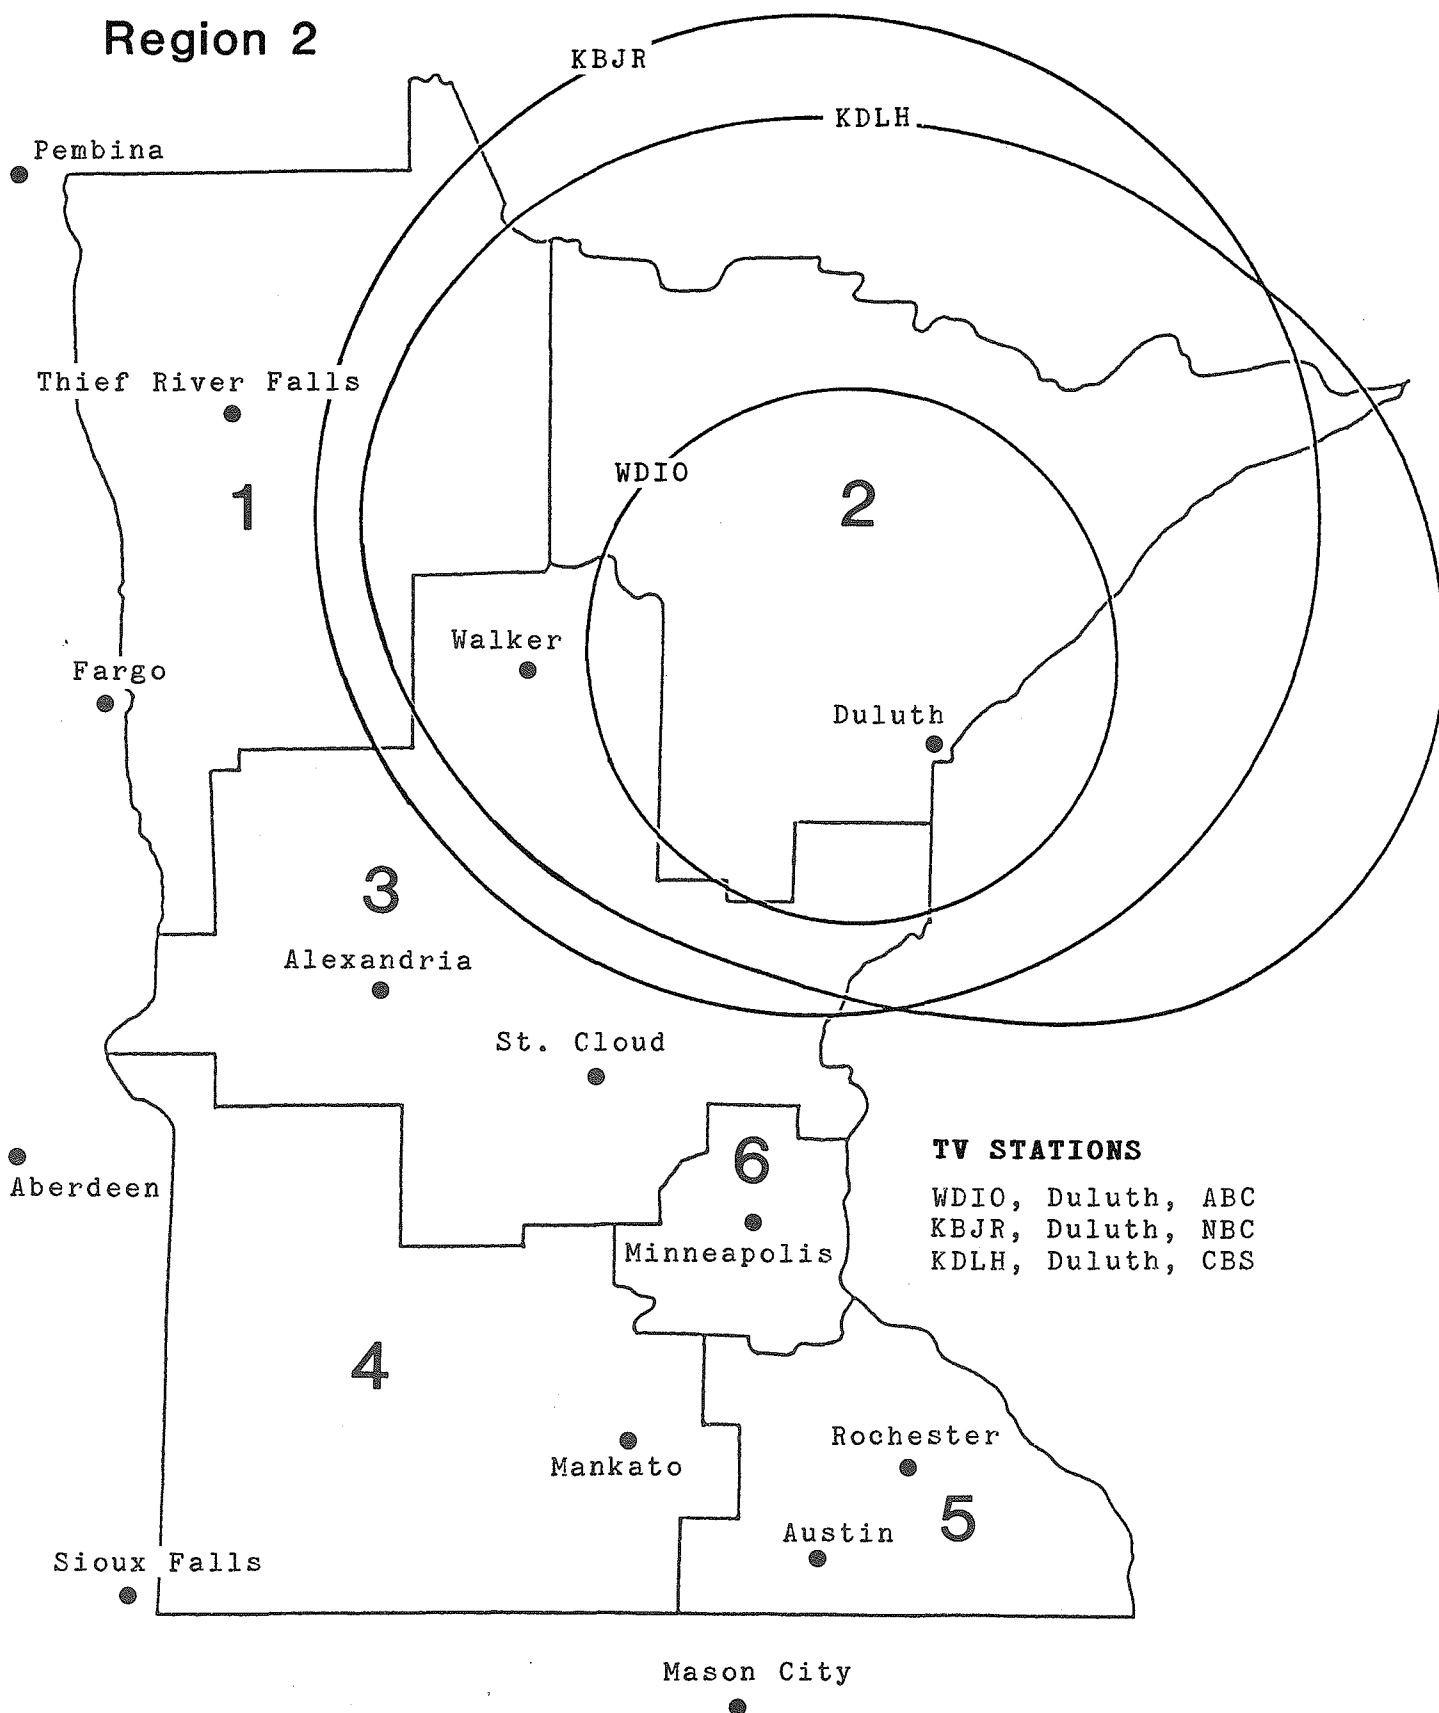 Region 2
KBJR
KDLH
Pembina
Thief River Falls
WDIO
1
2
Walker
Fargo
Duluth
3
Alexandria
St. Cloud
6
TV STATIONS
Aberdeen
WDIO, Duluth, ABC
KBJR, Duluth, NBC
Minneapolis
KDLH, Duluth, CBS
4
Rochester
Mankato
5
Austin
Sioux Falls
Mason City